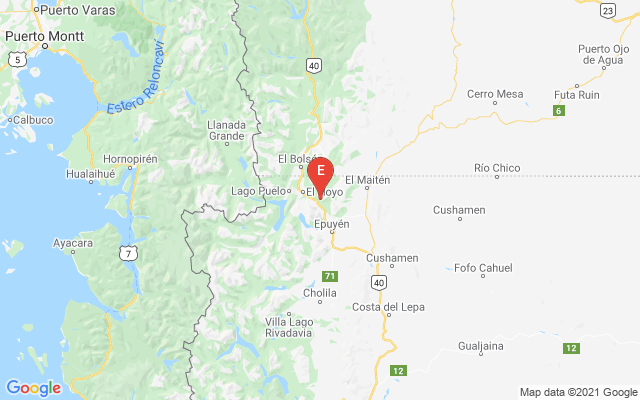 Puerto Varas
23
Puerto Montt
5
40
Puerto Ojo
de Agua
Estero Reloncaví
Cerro Mesa
Futa Ruin
6
Calbuco
Llanada
Grande
Hornopirén
El Bolsón
E
Hualaihué
Río Chico
El Maitén
Lago Puelo
El Hoyo
Cushamen
Epuyén
Ayacara
7
Cushamen
Fofo Cahuel
71
40
Cholila
Costa del Lepa
Villa Lago
Rivadavia
Gualjaina
12
12
Google
Map data ©2021 Google